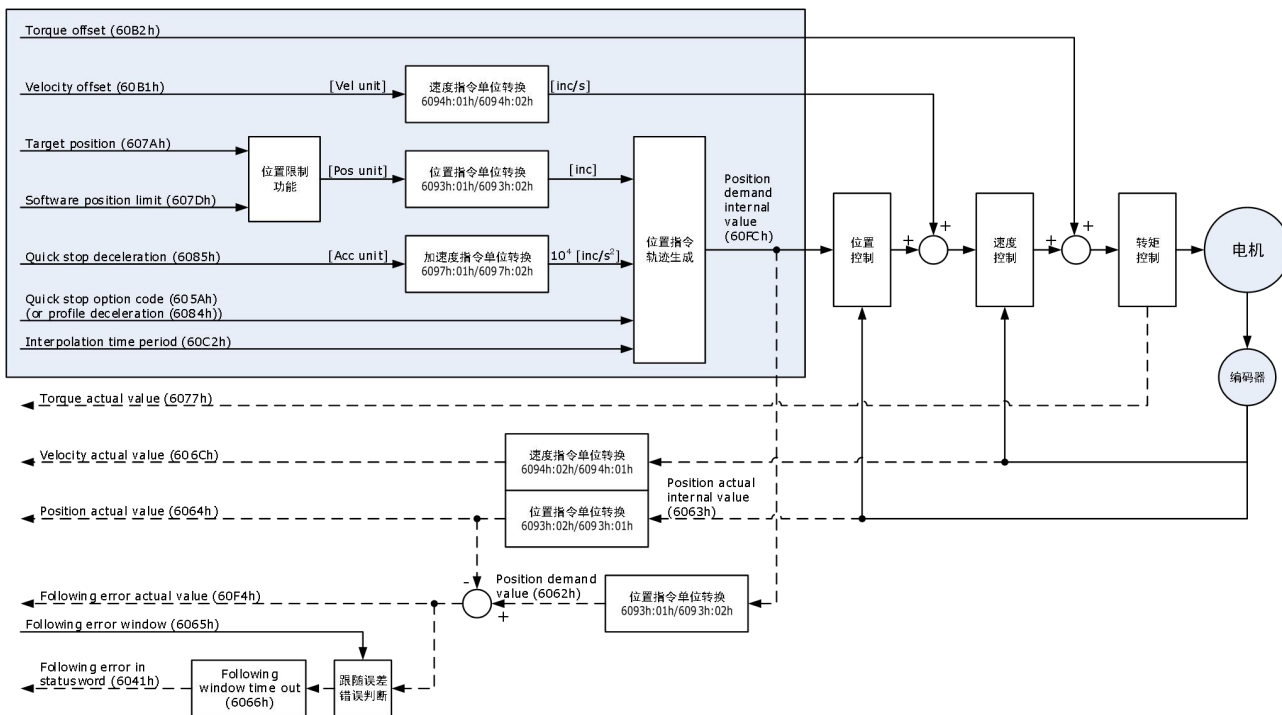 Torque offset (60B2h)
Velocity offset (60B1h)
[Vel unit]
速度指令单位转换
6094h:01h/6094h:02h
[inc/s]
Target position (607Ah)
Software position limit (607Dh)
位置限制
功能
[Pos unit]
位置指令单位转换
6093h:01h/6093h:02h
[inc]
Quick stop deceleration (6085h)
[Acc unit]
加速度指令单位转换
6097h:01h/6097h:02h
10⁴ [inc/s²]
Quick stop option code (605Ah)
(or profile deceleration (6084h))
Interpolation time period (60C2h)
位置指令
轨迹生成
Position
demand
internal
value
(60FCh)
位置
控制
+
+
速度
控制
+
+
转矩
控制
电机
编码器
Torque actual value (6077h)
Velocity actual value (606Ch)
速度指令单位转换
6094h:02h/6094h:01h
Position actual value (6064h)
位置指令单位转换
6093h:02h/6093h:01h
Position actual
internal value
(6063h)
Following error actual value (60F4h)
-
+
Position demand
value (6062h)
位置指令单位转换
6093h:01h/6093h:02h
Following error window (6065h)
Following error in
statusword (6041h)
Following
window time out
(6066h)
跟随误差
错误判断